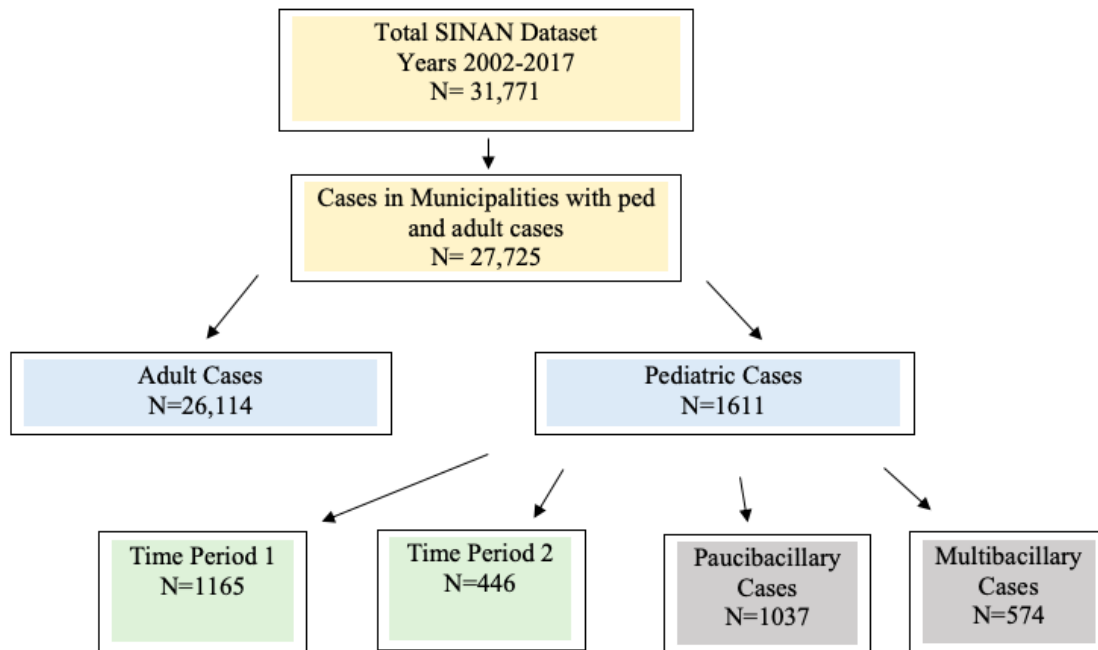 Total SINAN Dataset
Years 2002-2017
N= 31,771
Cases in Municipalities with ped
and adult cases
N= 27,725
Adult Cases
N=26,114
Pediatric Cases
N=1611
Time Period 1
N=1165
Time Period 2
N=446
Paucibacillary
Cases
N=1037
Multibacillary
Cases
N=574